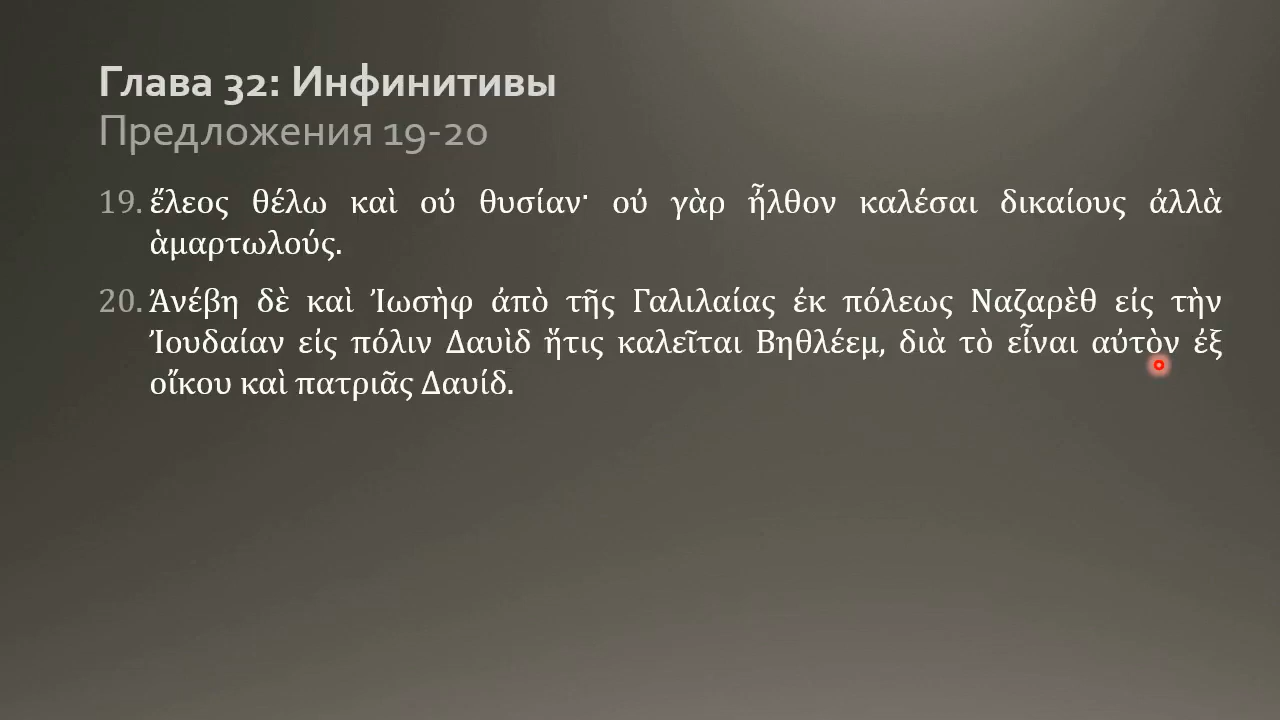 Глава 32: Инфинитивы
Предложения 19-20
19. ἔλεος θέλω καὶ οὐ θυσίαν· οὐ γὰρ ἦλθον καλέσαι δικαίους ἀλλὰ
ἁμαρτωλούς.
20. Ἀνέβη δὲ καὶ Ἰωσὴφ ἀπὸ τῆς Γαλιλαίας ἐκ πόλεως Ναζαρὲθ εἰς τὴν
Ἰουδαίαν εἰς πόλιν Δαυὶδ ἥτις καλεῖται Βηθλέεμ, διὰ τὸ εἶναι αὐτὸν ἐξ
οἴκου καὶ πατριᾶς Δαυίδ.